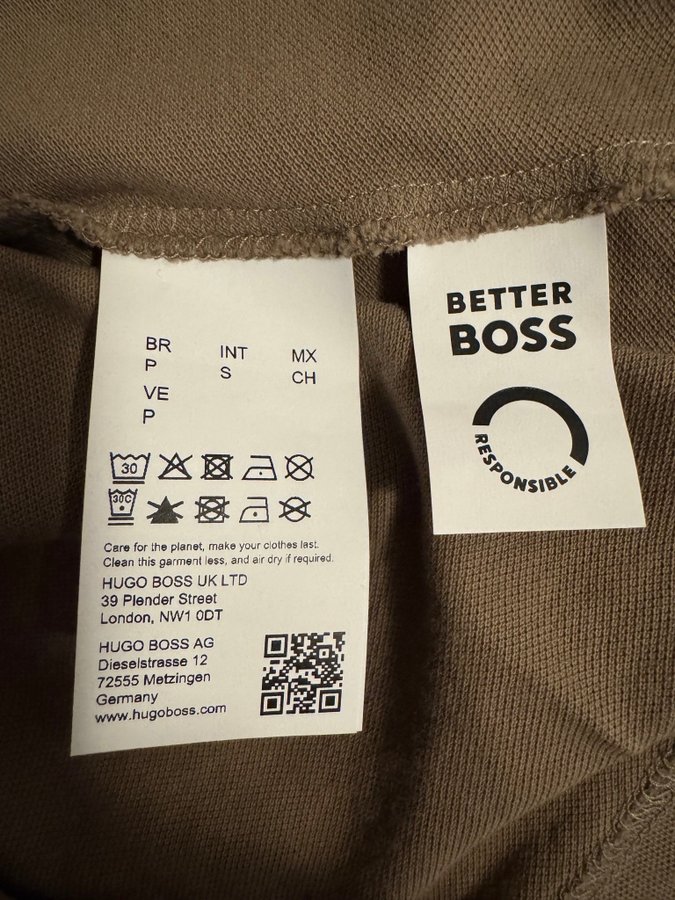 BR
P
INT
S
MX
CH
VE
P
30
30C
Care for the planet, make your clothes last.
Clean this garment less, and air dry if required.
HUGO BOSS UK LTD
39 Plender Street
London, NW1 0DT
HUGO BOSS AG
Dieselstrasse 12
72555 Metzingen
Germany
www.hugoboss.com
BETTER
BOSS
RESPONSIBLE